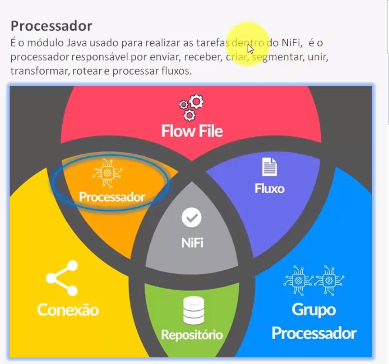 Processador
É o módulo Java usado para realizar as tarefas dentro do NiFi, é o
processador responsável por enviar, receber, criar, segmentar, unir,
transformar, rotear e processar fluxos.
Flow File
Processador
Fluxo
NiFi
Conexão
Repositório
Grupo
Processador